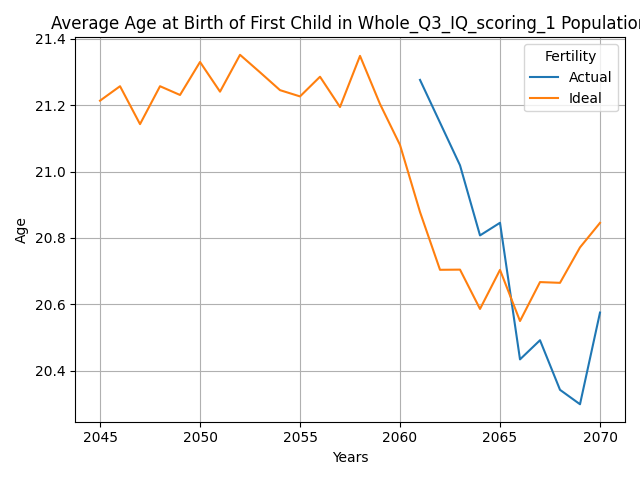 Average Age at Birth of First Child in Whole_Q3_IQ_scoring_1 Population
21.4
21.2
21.0
20.8
20.6
20.4
Age
Fertility
Actual
Ideal
2045 2050 2055 2060 2065 2070
Years